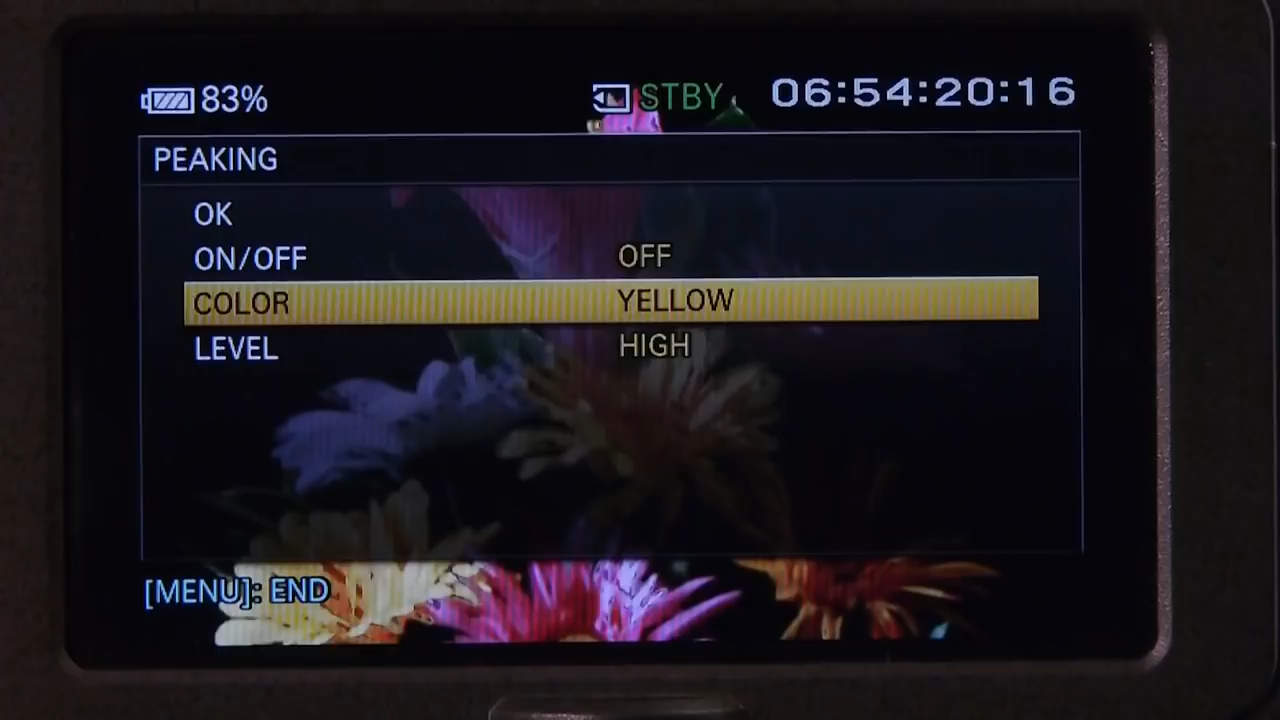 83% STBY 06:54:20:16
PEAKING
OK
ON/OFF OFF
COLOR YELLOW
LEVEL HIGH
[MENU]: END